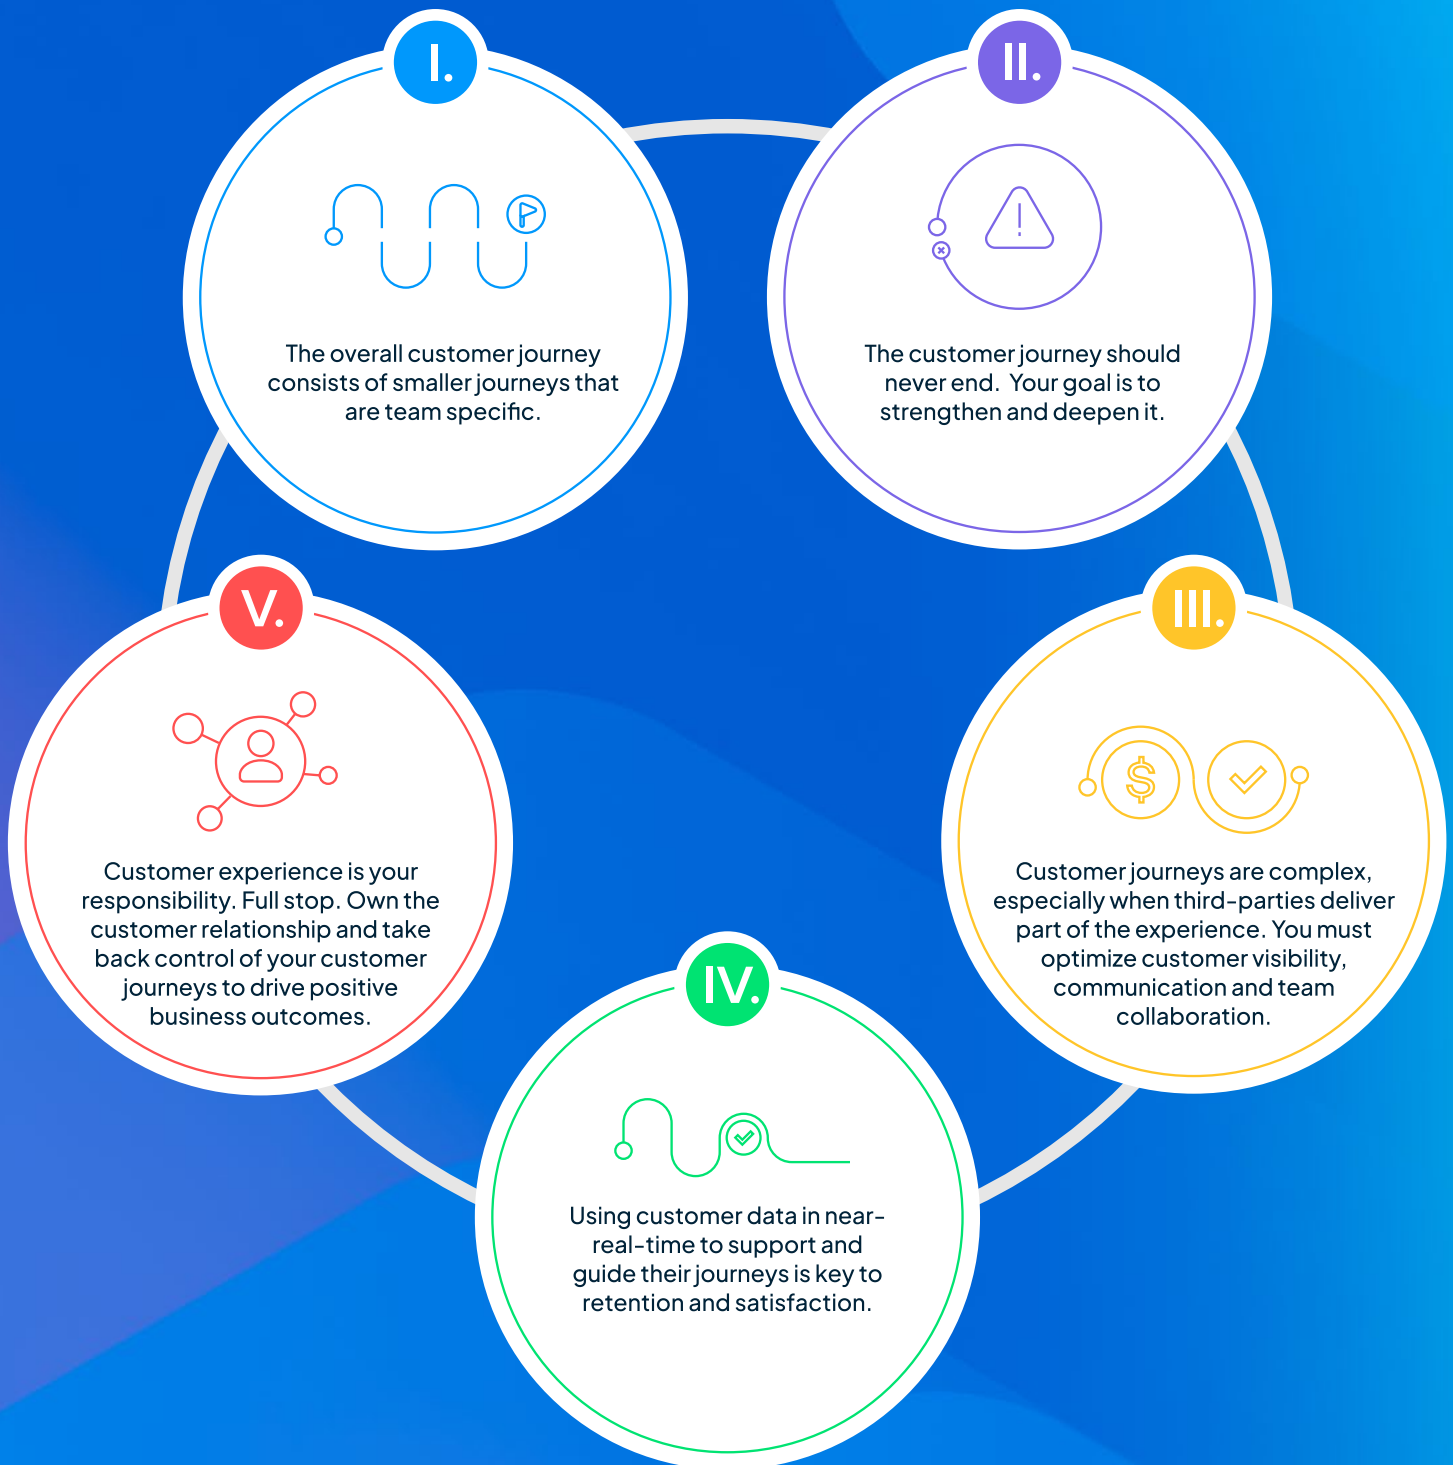 I.
The overall customer journey
consists of smaller journeys that
are team specific.
II.
The customer journey should
never end.  Your goal is to
strengthen and deepen it.
III.
$
Customer journeys are complex,
especially when third-parties deliver
part of the experience. You must
optimize customer visibility,
communication and team
collaboration.
IV.
Using customer data in near-
real-time to support and
guide their journeys is key to
retention and satisfaction.
V.
Customer experience is your
responsibility. Full stop. Own the
customer relationship and take
back control of your customer
journeys to drive positive
business outcomes.